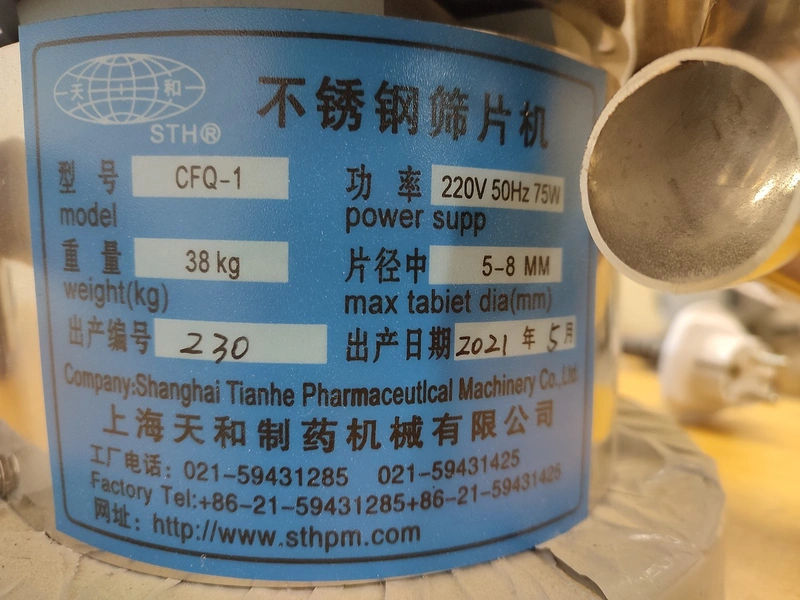 天 和
STH®
不锈钢筛片机
型 号 CFQ-1 功 率 220V 50Hz 75W
model power supp
重 量 38 kg 片径中 5-8 MM
weight(kg) max tabiet dia(mm)
出产编号 230 出产日期 2021 年 5 月
Company:Shanghai Tianhe Pharmaceutlcal Machinery Co.,Ltd.
上海天和制药机械有限公司
工厂电话: 021-59431285 021-59431425
Factory Tel:+86-21-59431285+86-21-59431425
网址: http://www.sthpm.com